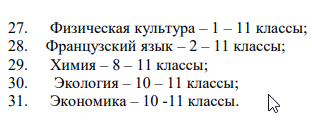 27. Физическая культура – 1 – 11 классы;
28. Французский язык – 2 – 11 классы;
29. Химия – 8 – 11 классы;
30. Экология – 10 – 11 классы;
31. Экономика – 10 -11 классы.